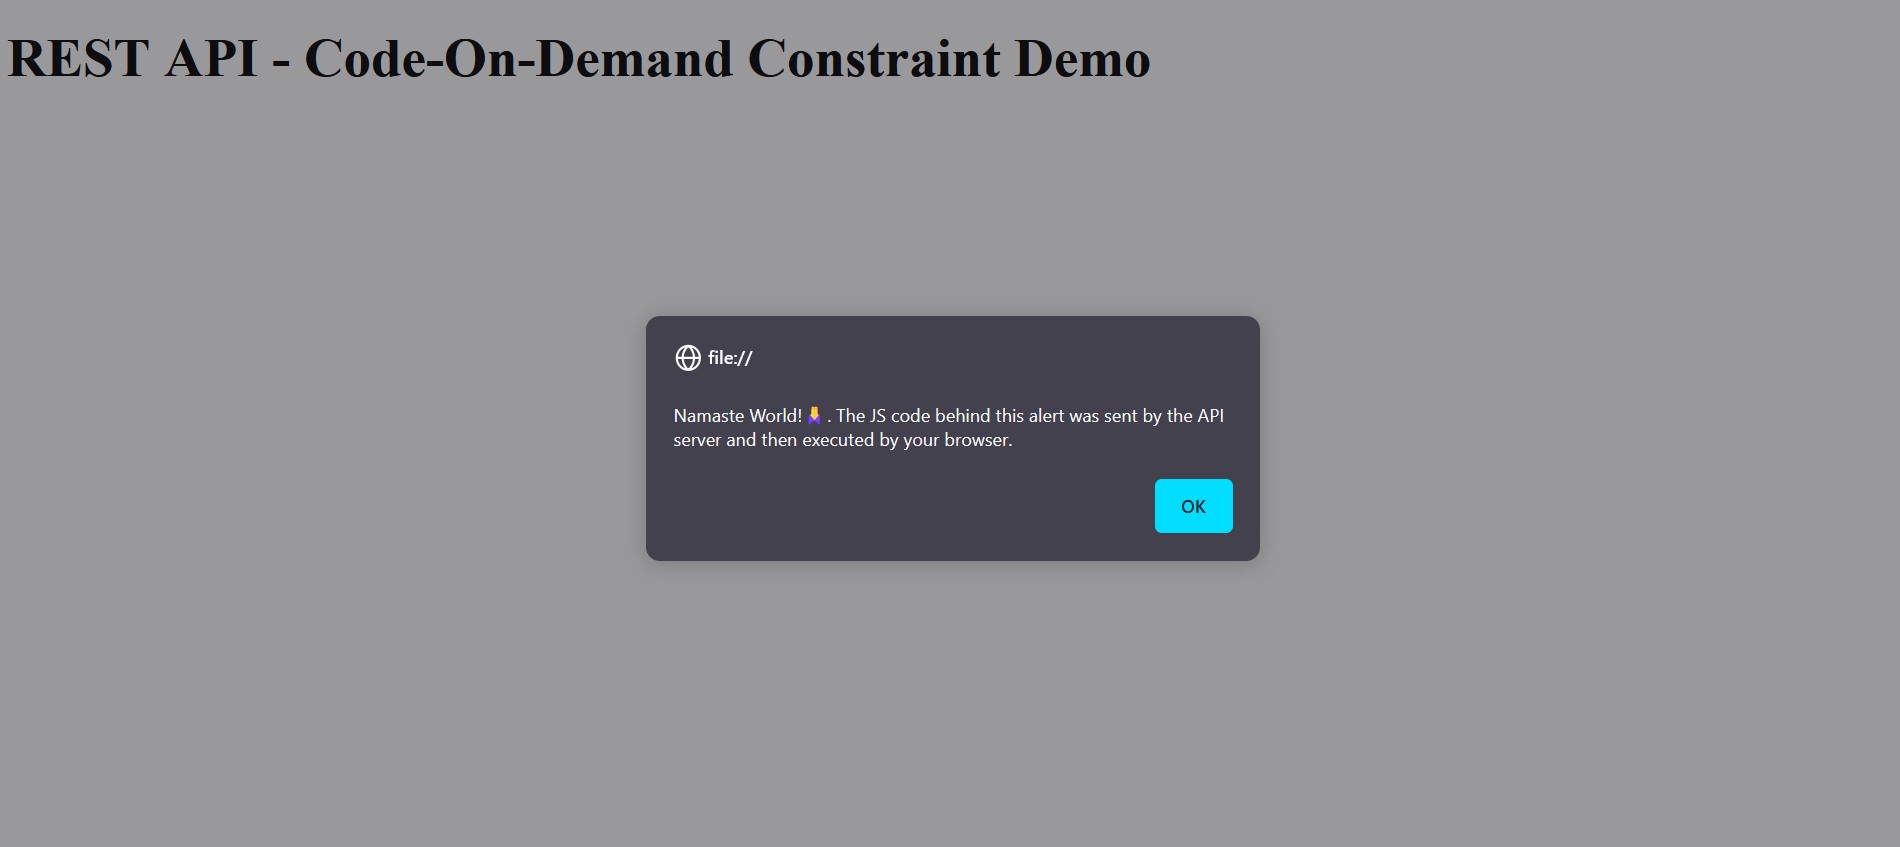 REST API - Code-On-Demand Constraint Demo
file://
Namaste World!🙏. The JS code behind this alert was sent by the API
server and then executed by your browser.
OK